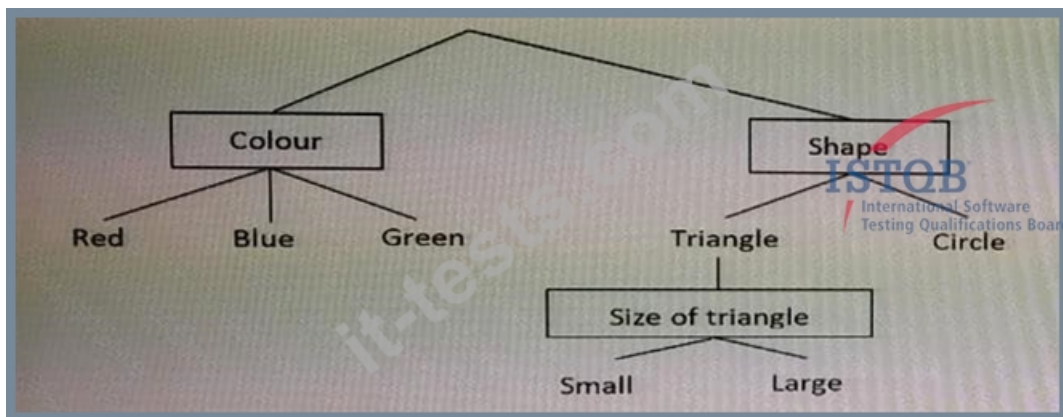 Colour
Shape
ISTQB
International Software
Testing Qualifications Boar
Red
Blue
Green
Triangle
Circle
Size of triangle
Small
Large
it-tests.com